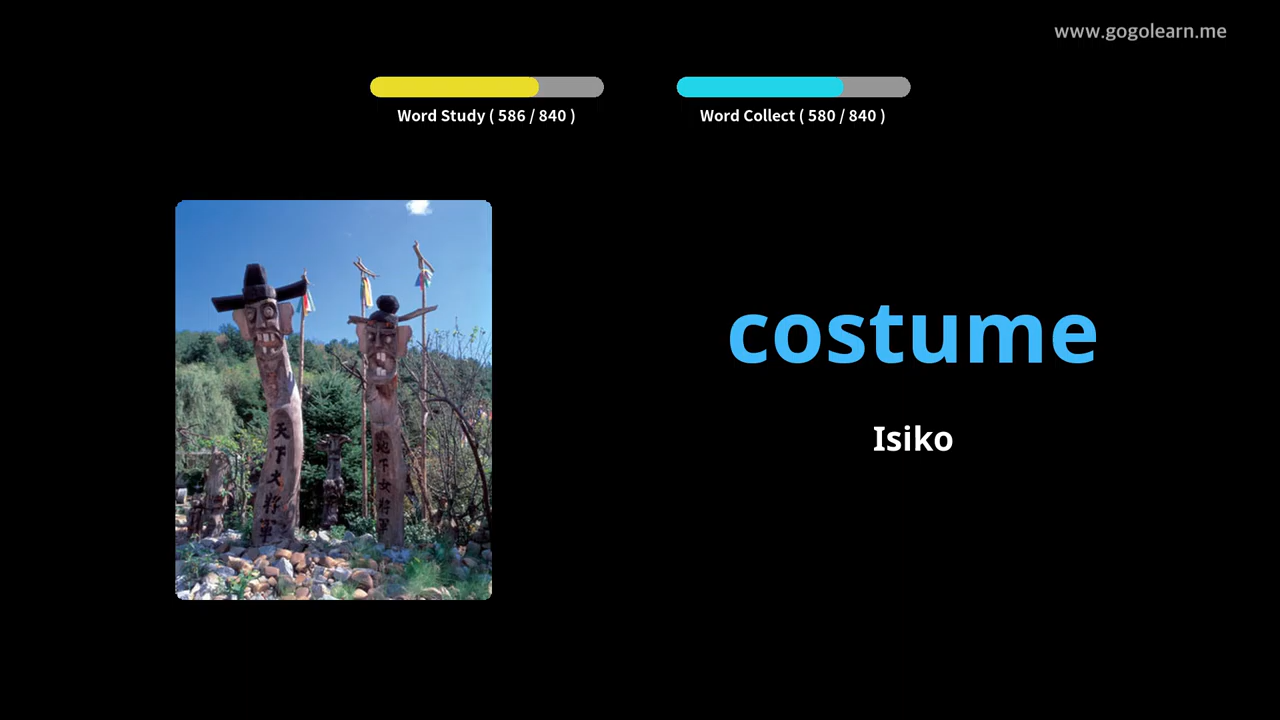 www.gogolearn.me
Word Study ( 586 / 840 )
Word Collect ( 580 / 840 )
costume
Isiko
天下大將軍
地下女將軍